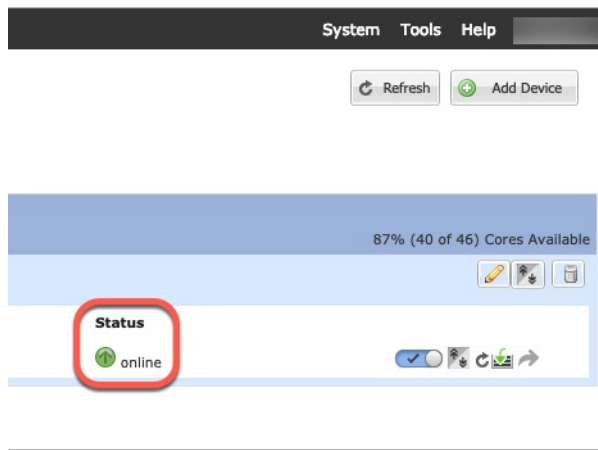 System Tools Help
Refresh Add Device
87% (40 of 46) Cores Available
Status
online